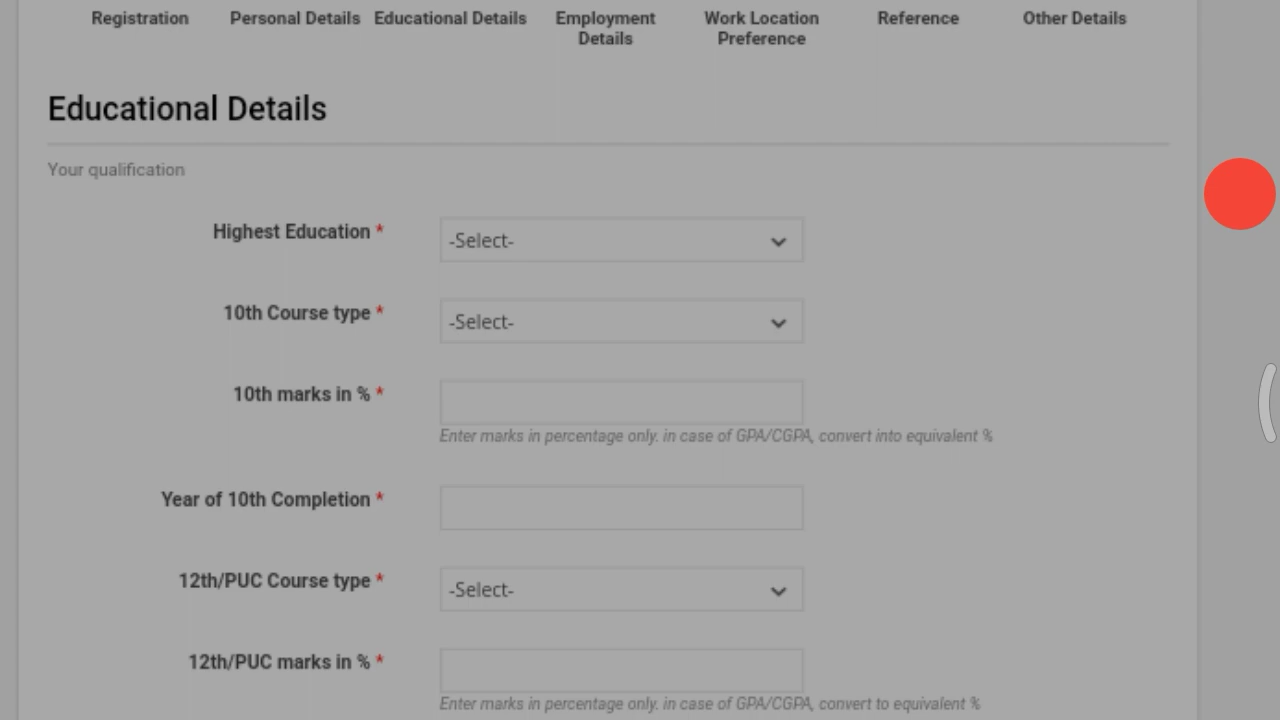 Registration Personal Details Educational Details Employment Details Work Location Preference Reference Other Details
Educational Details
Your qualification
Highest Education *
-Select-
10th Course type *
-Select-
10th marks in % *
Enter marks in percentage only. in case of GPA/CGPA, convert into equivalent %
Year of 10th Completion *
12th/PUC Course type *
-Select-
12th/PUC marks in % *
Enter marks in percentage only. in case of GPA/CGPA, convert to equivalent %